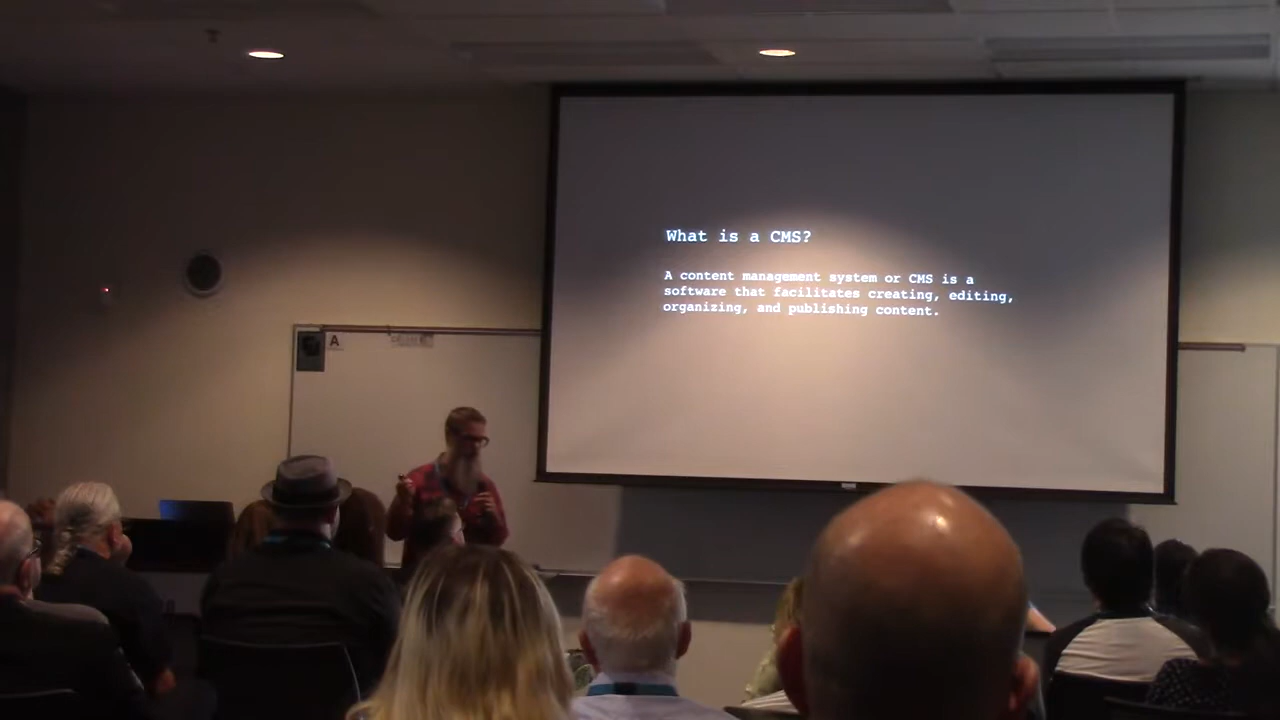 What is a CMS?
A content management system or CMS is a
software that facilitates creating, editing,
organizing, and publishing content.
A